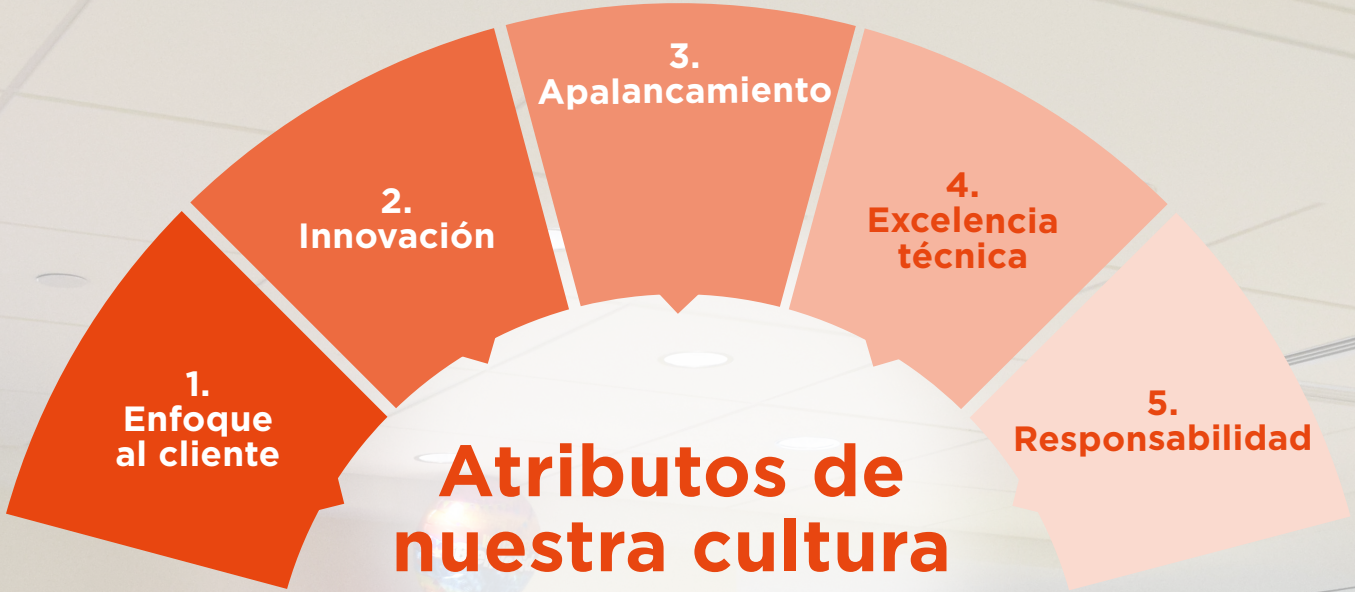 1.
Enfoque
al cliente
2.
Innovación
3.
Apalancamiento
4.
Excelencia
técnica
5.
Responsabilidad
Atributos de
nuestra cultura